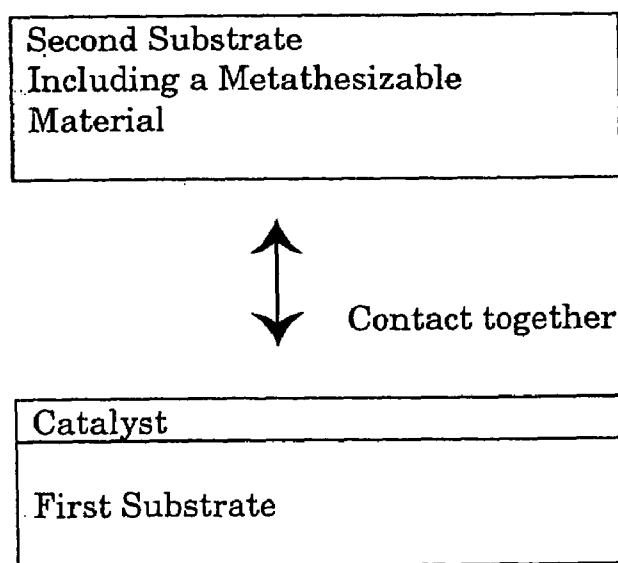 Second Substrate
Including a Metathesizable
Material
Contact together
Catalyst
First Substrate